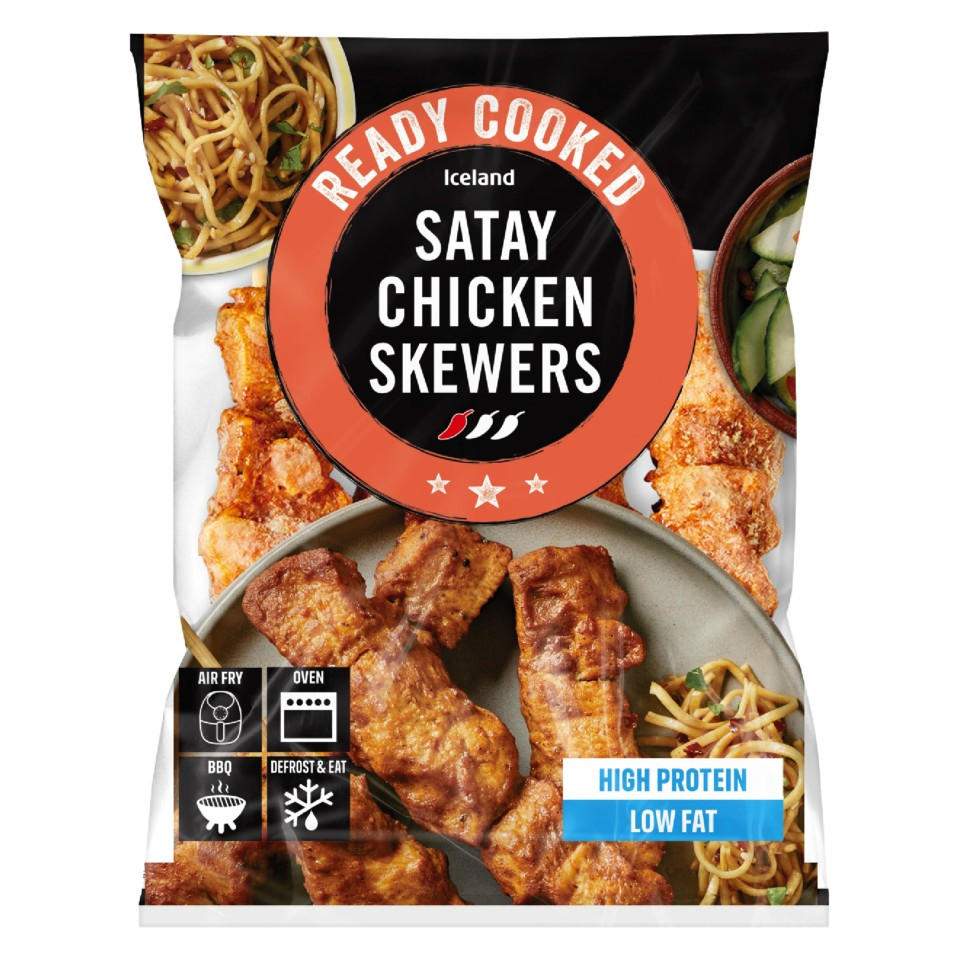 READY COOKED
Iceland
SATAY
CHICKEN
SKEWERS
AIR FRY
OVEN
BBQ
DEFROST & EAT
HIGH PROTEIN
LOW FAT